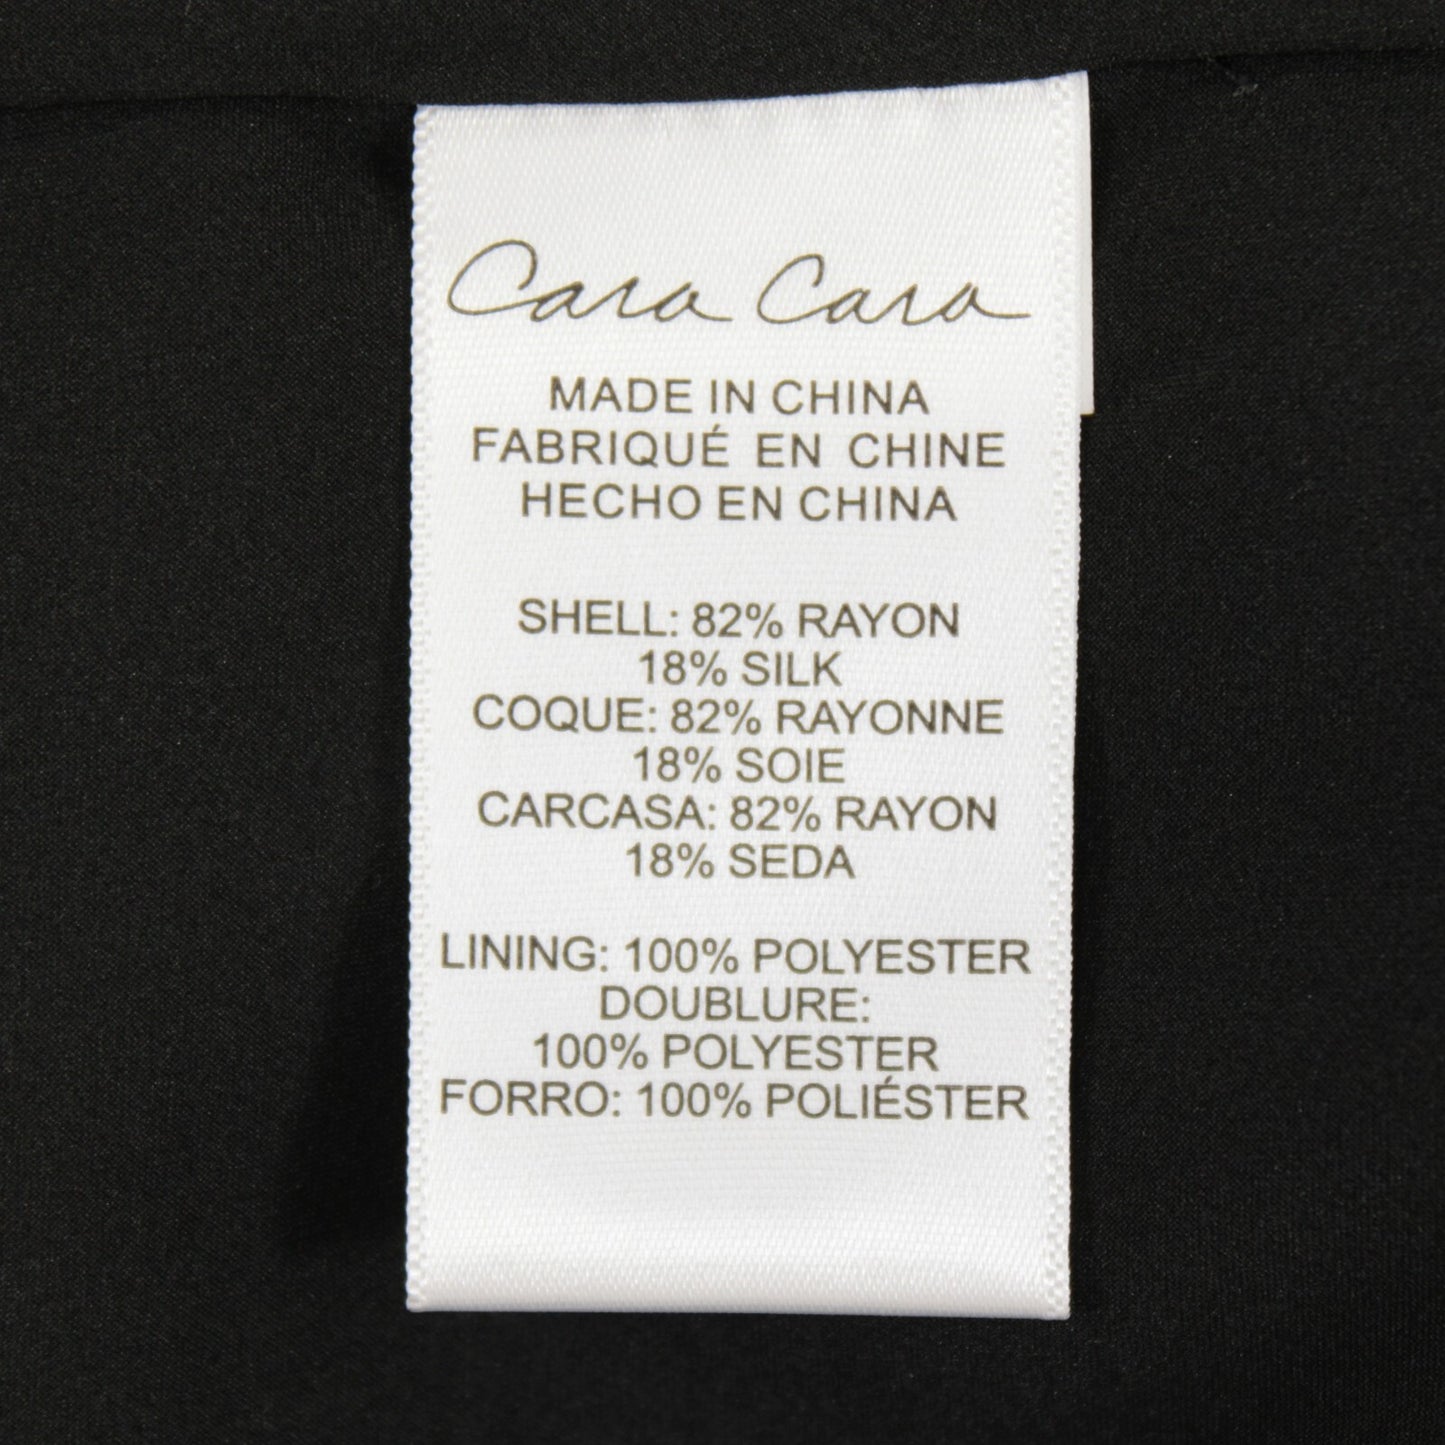 Cara Cara
MADE IN CHINA
FABRIQUÉ EN CHINE
HECHO EN CHINA
SHELL: 82% RAYON
18% SILK
COQUE: 82% RAYONNE
18% SOIE
CARCASA: 82% RAYON
18% SEDA
LINING: 100% POLYESTER
DOUBLURE:
100% POLYESTER
FORRO: 100% POLIÉSTER